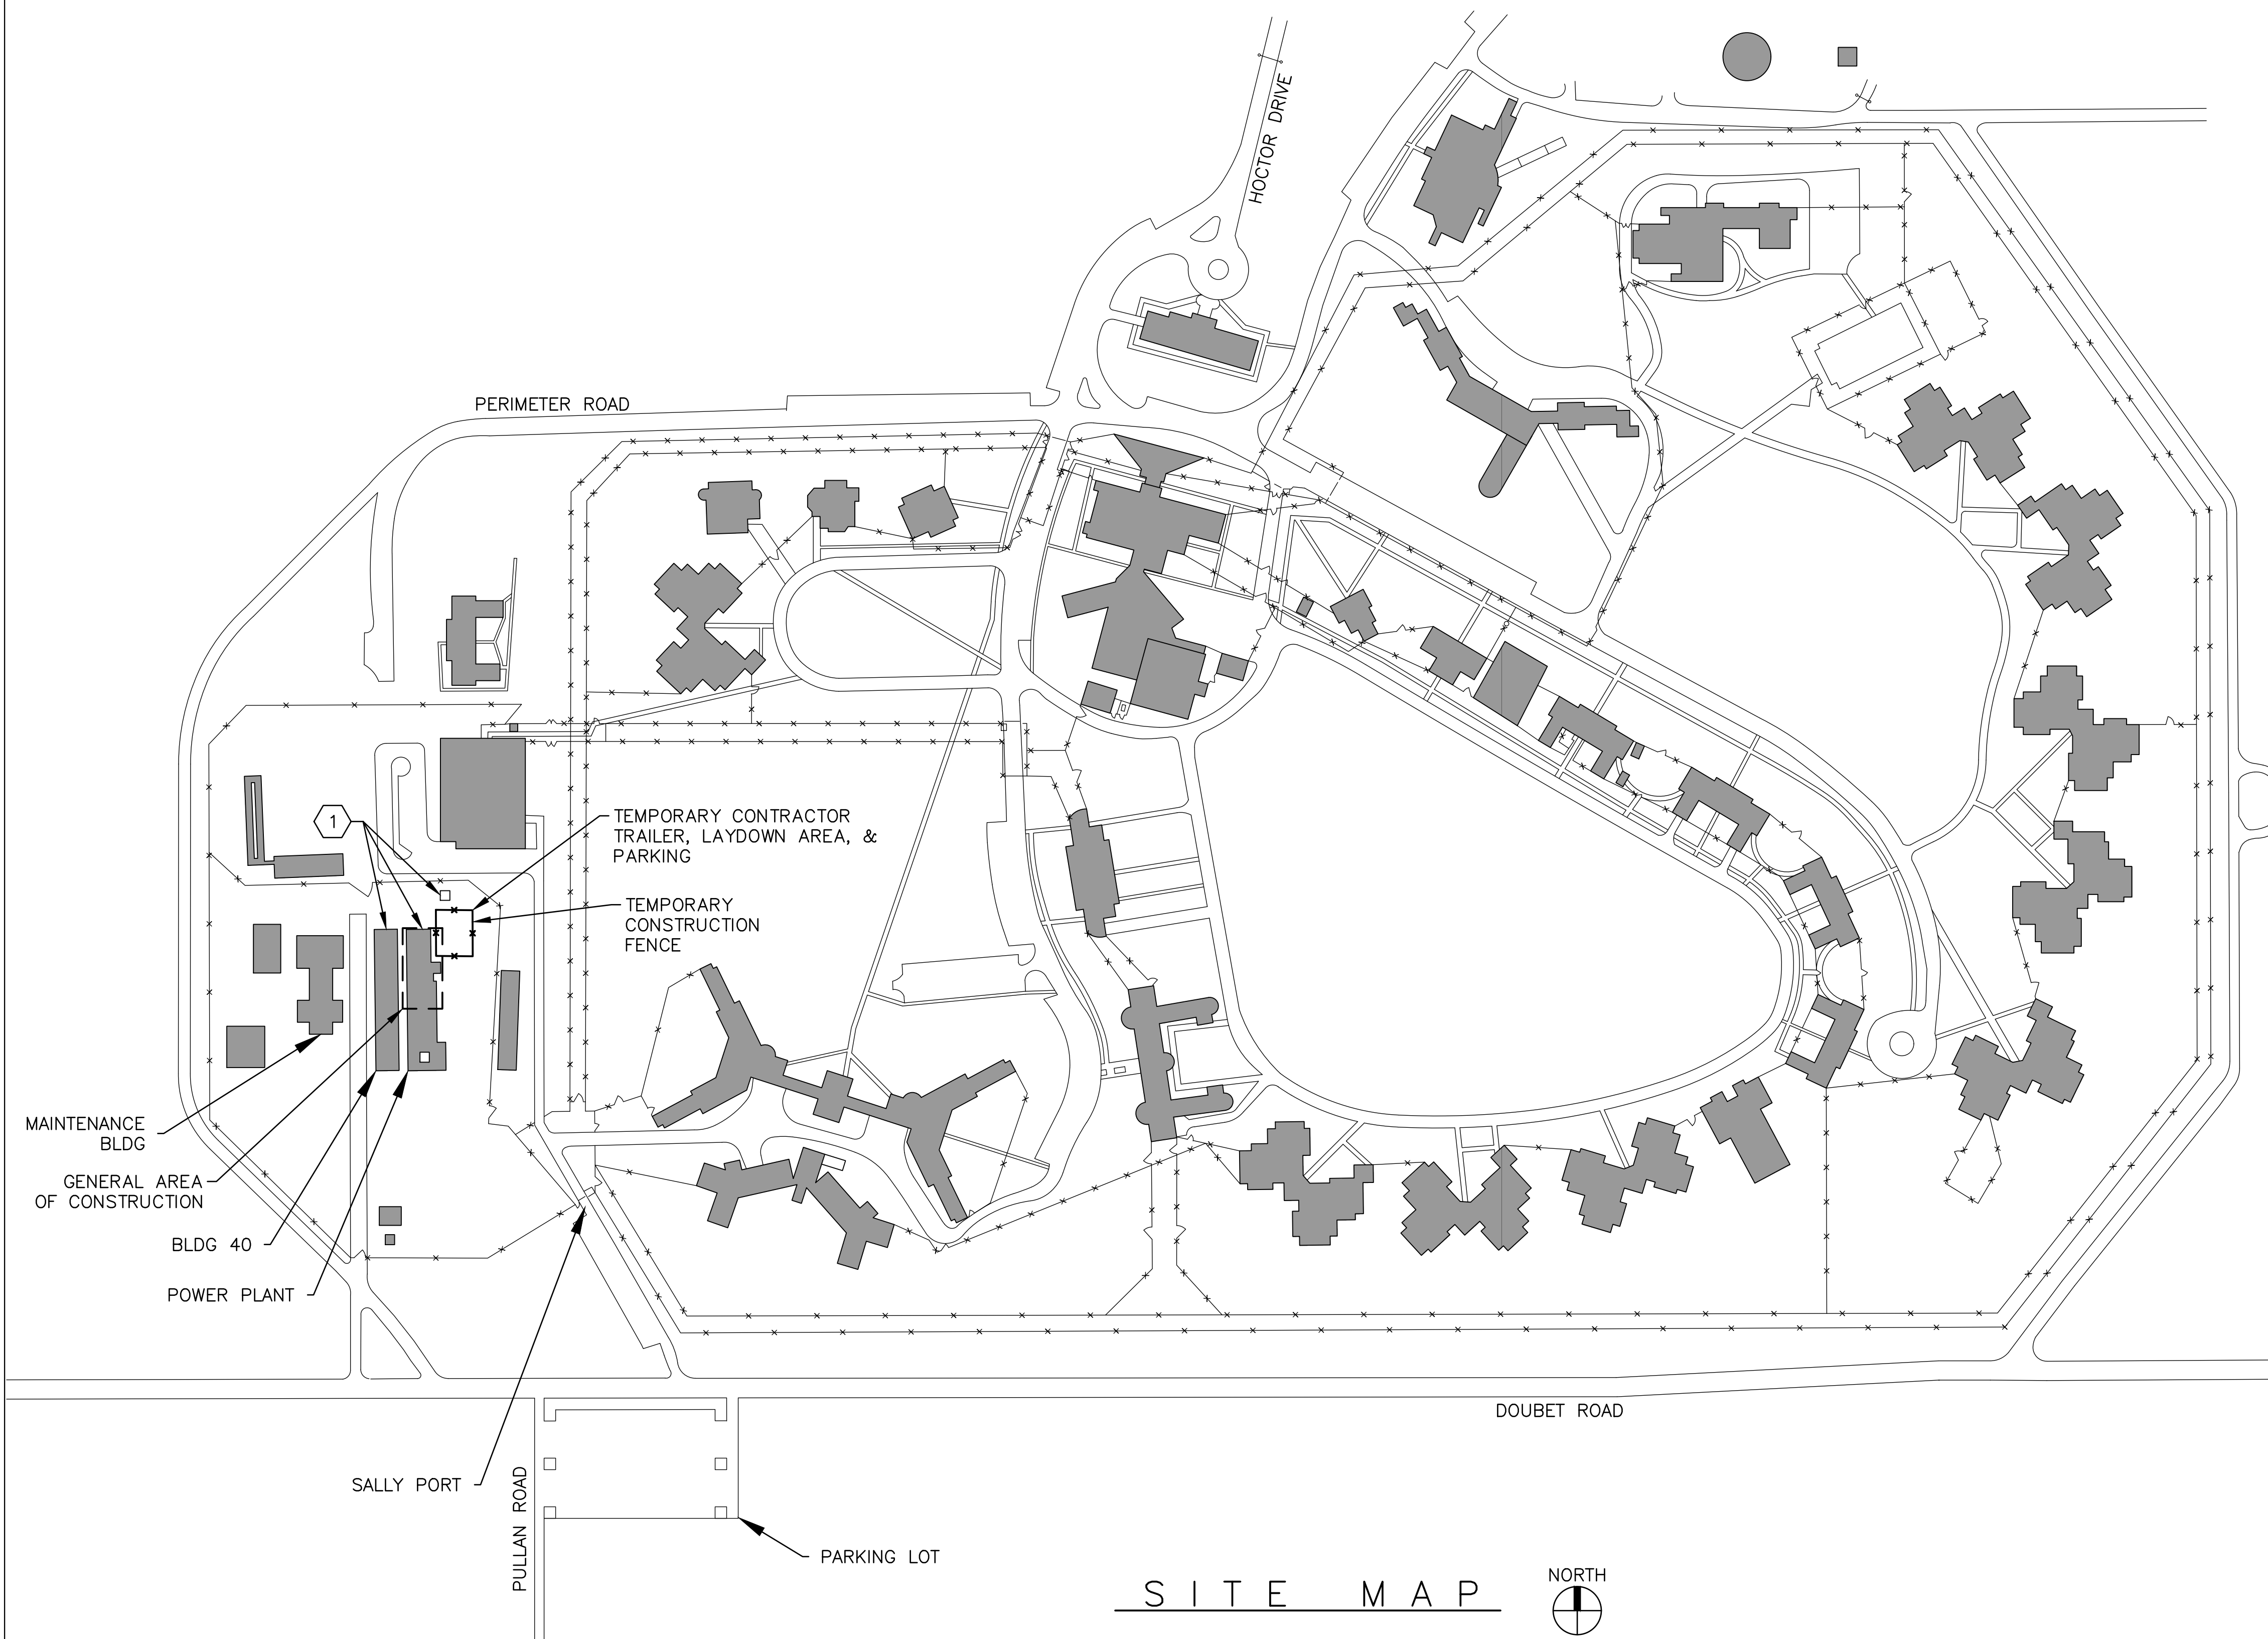 HOCTOR DRIVE
PERIMETER ROAD
1
TEMPORARY CONTRACTOR
TRAILER, LAYDOWN AREA, &
PARKING
TEMPORARY
CONSTRUCTION
FENCE
MAINTENANCE
BLDG
GENERAL AREA
OF CONSTRUCTION
BLDG 40
POWER PLANT
DOUBET ROAD
SALLY PORT
PULLAN ROAD
PARKING LOT
SITE MAP
NORTH